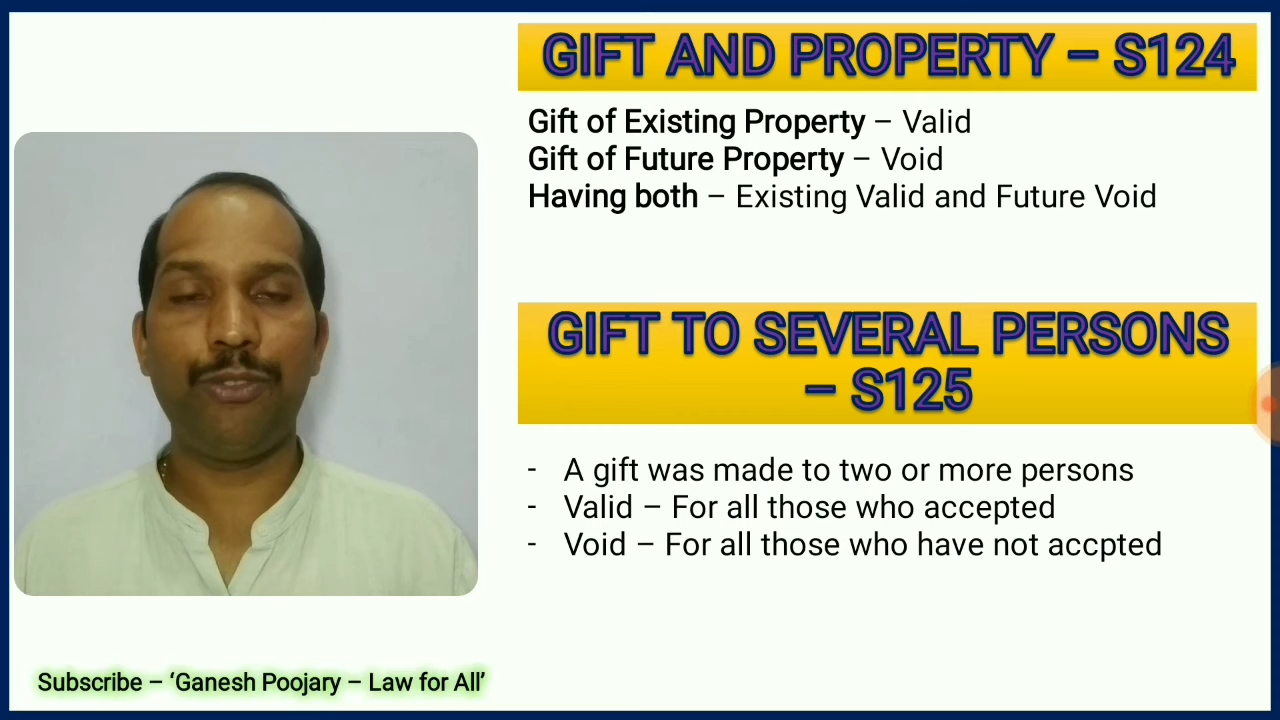 GIFT AND PROPERTY – S124
Gift of Existing Property – Valid
Gift of Future Property – Void
Having both – Existing Valid and Future Void
GIFT TO SEVERAL PERSONS
– S125
- A gift was made to two or more persons
- Valid – For all those who accepted
- Void – For all those who have not accpted
Subscribe – ‘Ganesh Poojary – Law for All’